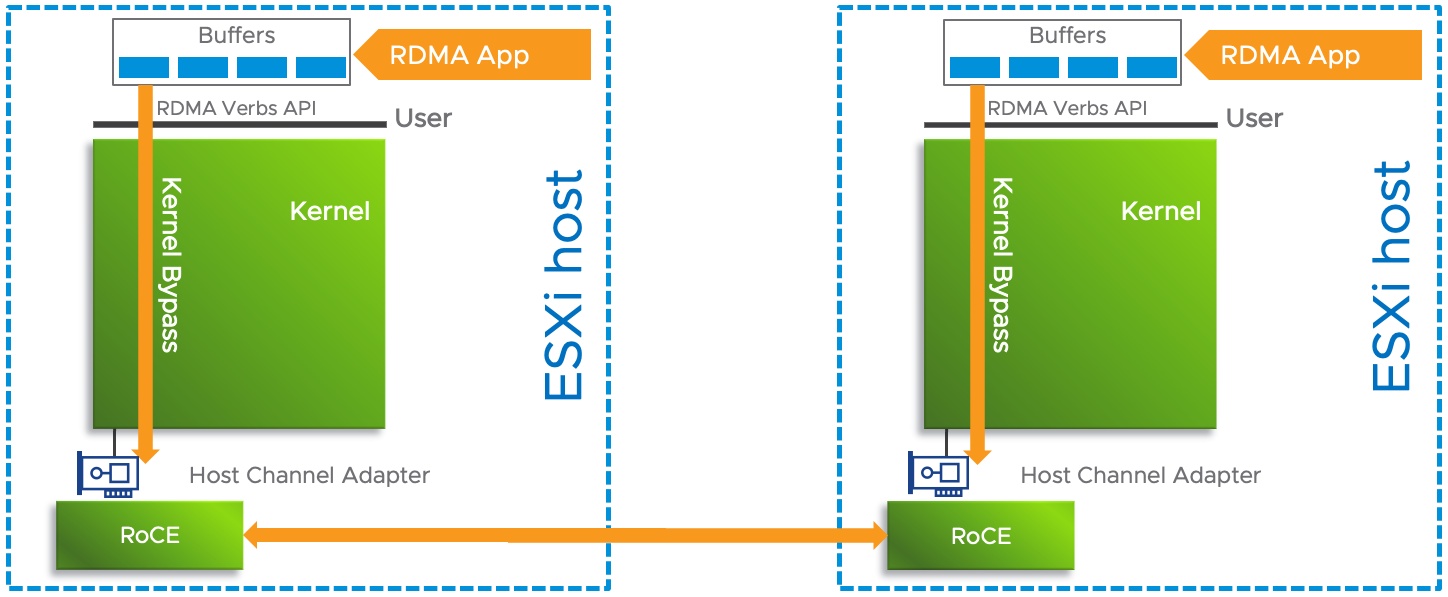 Buffers
RDMA App
RDMA Verbs API
User
Kernel Bypass
Kernel
ESXi host
Host Channel Adapter
RoCE
Buffers
RDMA App
RDMA Verbs API
User
Kernel Bypass
Kernel
ESXi host
Host Channel Adapter
RoCE